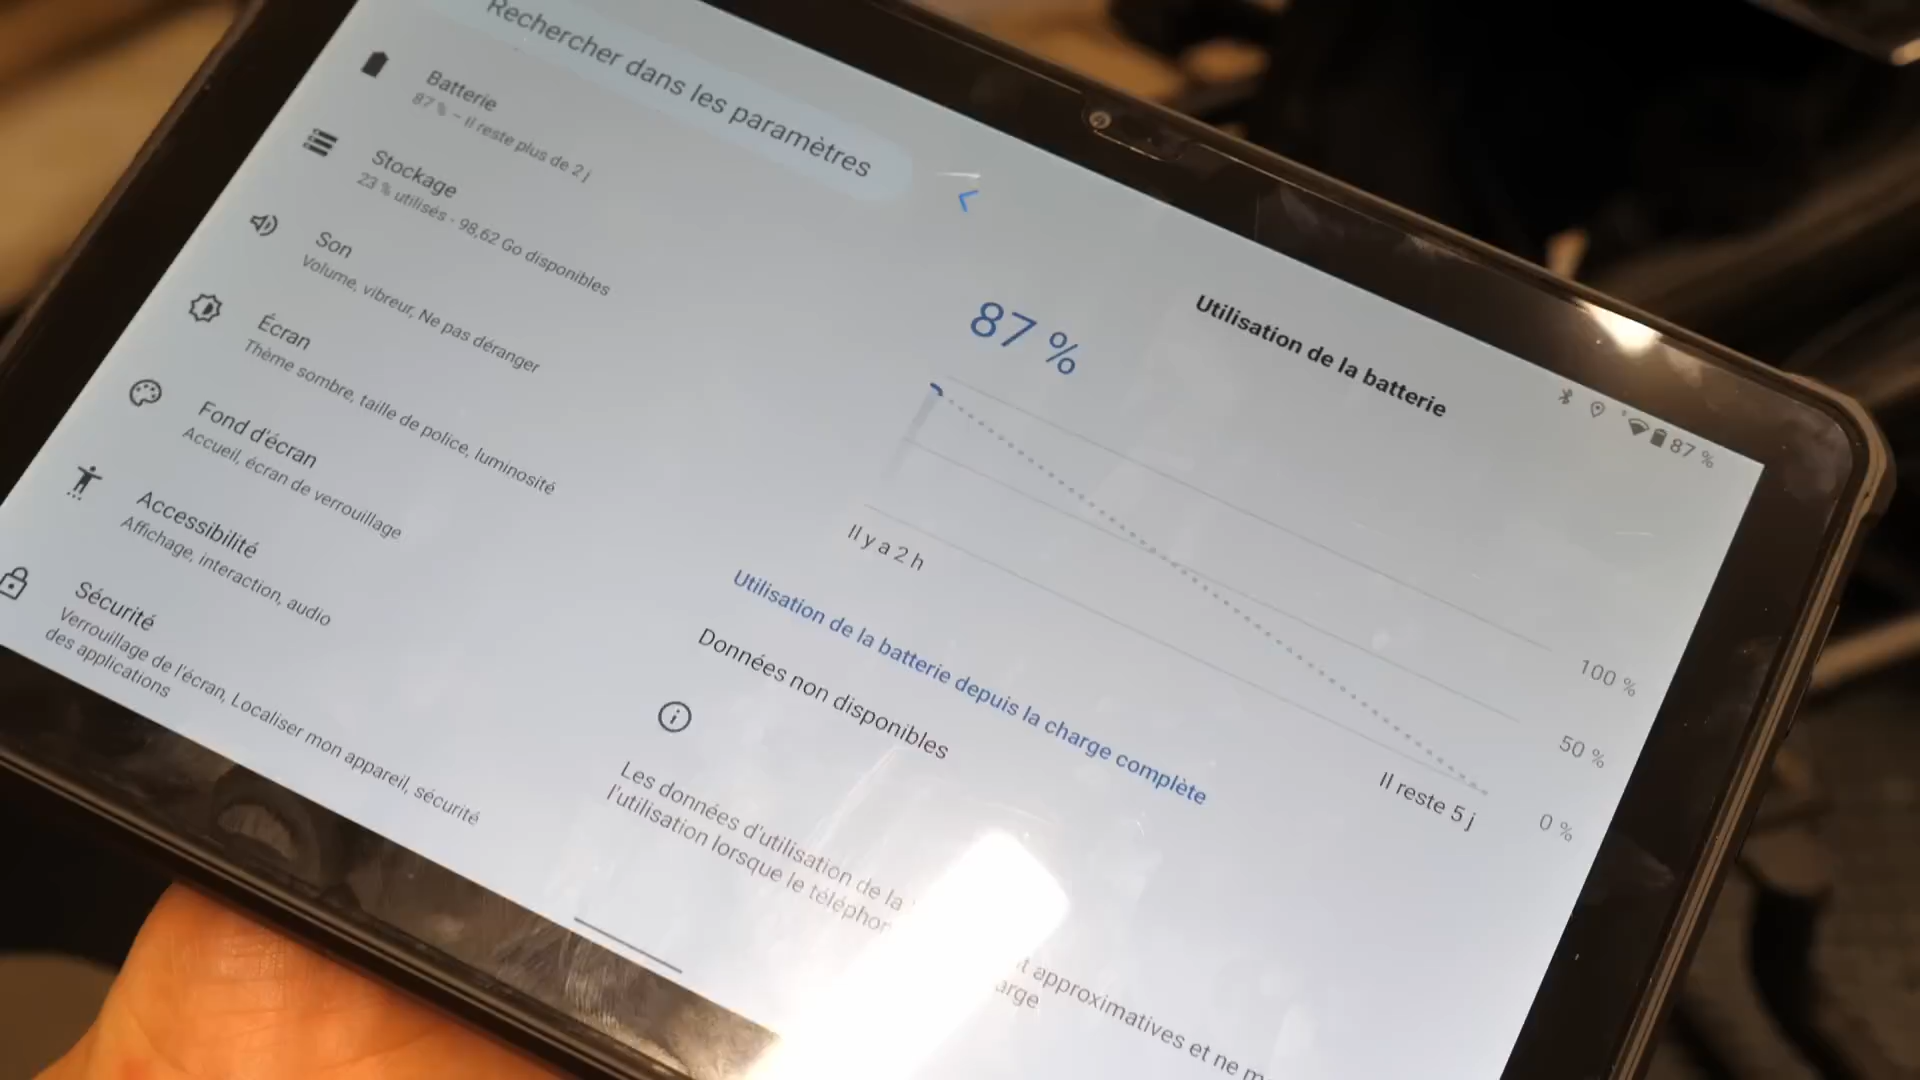 Rechercher dans les paramètres
Batterie
87 % – Il reste plus de 2 j
Stockage
23 % utilisés - 98,62 Go disponibles
Son
Volume, vibreur, Ne pas déranger
Écran
Thème sombre, taille de police, luminosité
Fond d'écran
Accueil, écran de verrouillage
Accessibilité
Affichage, interaction, audio
Sécurité
Verrouillage de l'écran, Localiser mon appareil, sécurité
des applications
87 %
Utilisation de la batterie
87 %
100 %
50 %
0 %
Il y a 2 h
Il reste 5 j
Utilisation de la batterie depuis la charge complète
Données non disponibles
Les données d'utilisation de la approximatives et ne
l'utilisation lorsque le